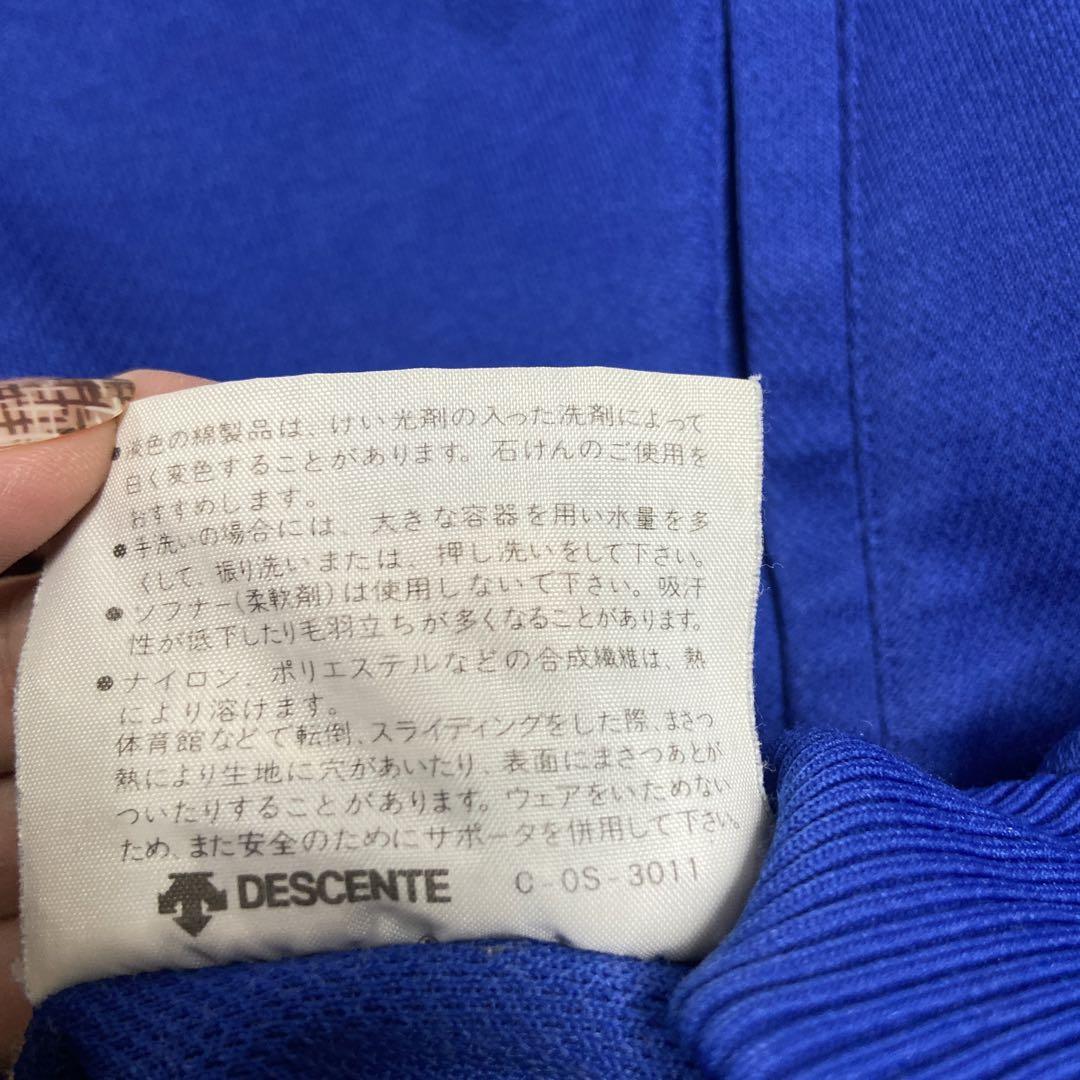 ●淡色の綿製品は、けい光剤の入った洗剤によって
白く変色することがあります。石けんのご使用を
おすすめします。
●手洗いの場合には、大きな容器を用い水量を多
くして、振り洗いまたは、押し洗いをして下さい。
●ソフナー(柔軟剤)は使用しないで下さい。吸汗
性が低下したり毛羽立ちが多くなることがあります。
●ナイロン、ポリエステルなどの合成繊維は、熱
により溶けます。
体育館などで転倒、スライディングをした際、まさつ
熱により生地に穴があいたり、表面にまさつあとが
ついたりすることがあります。ウェアをいためない
ため、また安全のためにサポータを併用して下さい。
DESCENTE C-OS-3011